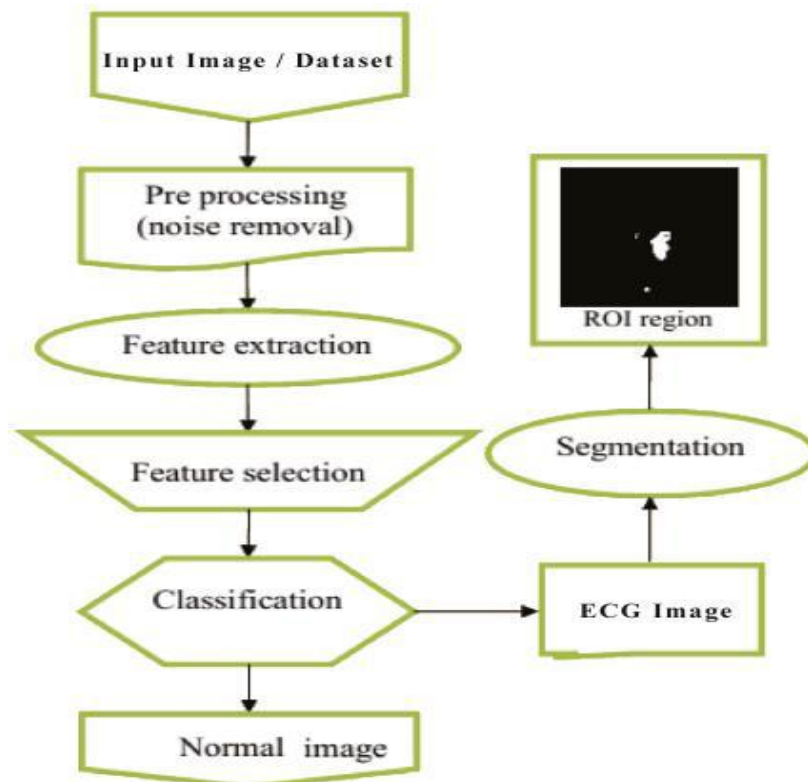 Input Image / Dataset
Pre processing
(noise removal)
Feature extraction
Feature selection
Classification
Normal image
ECG Image
Segmentation
ROI region